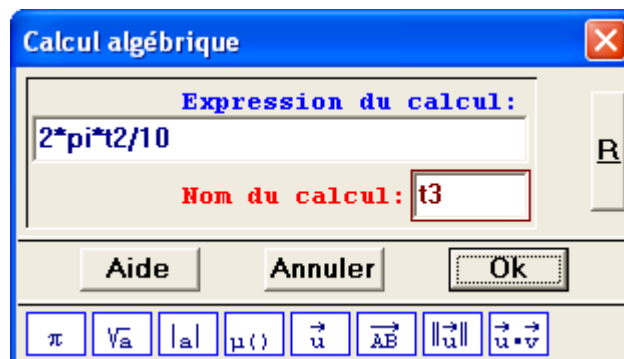 Calcul algébrique
Expression du calcul:
2*pi*t2/10
R
Nom du calcul: t3
Aide Annuler Ok
π √a |a| μ() u⃗ AB⃗ ||u⃗|| u⃗•v⃗